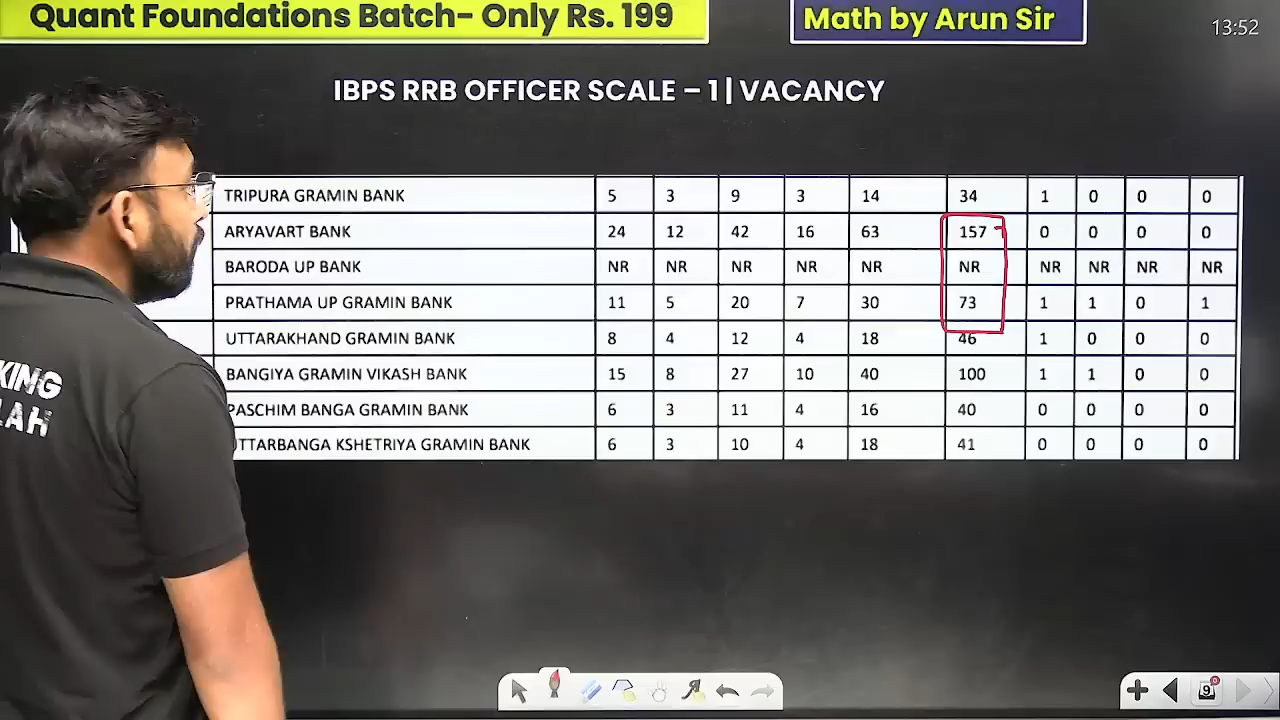 Quant Foundations Batch- Only Rs. 199
Math by Arun Sir
13:52
IBPS RRB OFFICER SCALE – 1 | VACANCY
TRIPURA GRAMIN BANK 5 3 9 3 14 34 1 0 0 0
ARYAVART BANK 24 12 42 16 63 157 0 0 0 0
BARODA UP BANK NR NR NR NR NR NR NR NR NR NR
PRATHAMA UP GRAMIN BANK 11 5 20 7 30 73 1 1 0 1
UTTARAKHAND GRAMIN BANK 8 4 12 4 18 46 1 0 0 0
BANGIYA GRAMIN VIKASH BANK 15 8 27 10 40 100 1 1 0 0
PASCHIM BANGA GRAMIN BANK 6 3 11 4 16 40 0 0 0 0
UTTARBANGA KSHETRIYA GRAMIN BANK 6 3 10 4 18 41 0 0 0 0
KING
LAH
9